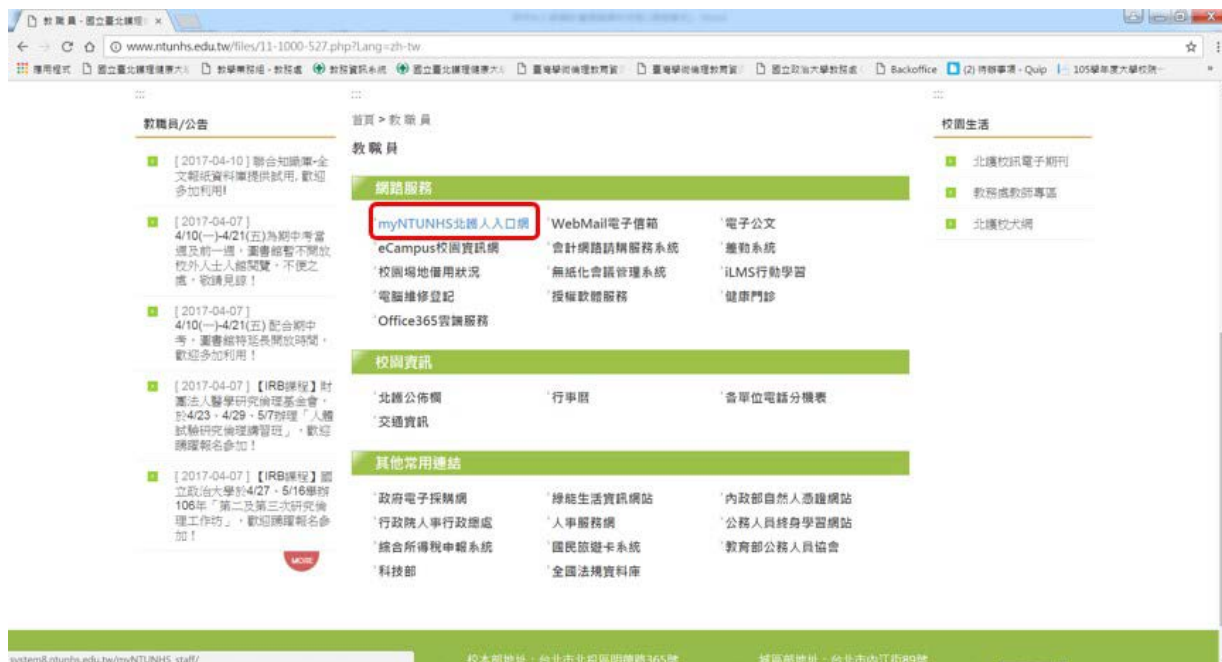 www.ntunhs.edu.tw/files/11-1000-527.php?Lang=zh-tw
應用程式
Backoffice
(2) 待辦事項 - Quip
教職員/公告
[ 2017-04-10 ] 聯合知識庫-全
文報紙資料庫提供試用, 歡迎
多加利用!
[ 2017-04-07 ]
4/10(一)-4/21(五)為期中考當
週及前一週，圖書館暫不開放
校外人士入館閱覽，不便之
處，敬請見諒！
[ 2017-04-07 ]
4/10(一)-4/21(五) 配合期中
考，圖書館特延長開放時間，
歡迎多加利用！
[ 2017-04-07 ] 【IRB課程】財
團法人醫學研究倫理基金會，
於4/23、4/29、5/7辦理「人體
試驗研究倫理講習班」，歡迎
踴躍報名參加！
[ 2017-04-07 ] 【IRB課程】國
立政治大學於4/27、5/16舉辦
106年「第二及第三次研究倫
理工作坊」，歡迎踴躍報名參
加！
MORE
首頁 > 教職員
教職員
網路服務
myNTUNHS北護人入口網 WebMail電子信箱 電子公文
eCampus校園資訊網 會計網路請購服務系統 差勤系統
校園場地借用狀況 無紙化會議管理系統 iLMS行動學習
電腦維修登記 授權軟體服務 健康門診
Office365雲端服務
校園資訊
北護公佈欄 行事曆 各單位電話分機表
交通資訊
其他常用連結
政府電子採購網 綠能生活資訊網站 內政部自然人憑證網站
行政院人事行政總處 人事服務網 公務人員終身學習網站
綜合所得稅申報系統 國民旅遊卡系統 教育部公務人員協會
科技部 全國法規資料庫
校園生活
北護校訊電子期刊
教務處教師專區
北護校犬網
system8.ntunhs.edu.tw/myNTUNHS_staff/
校本部地址：台北市北投區明德路365號 城區部地址：台北市內江街89號